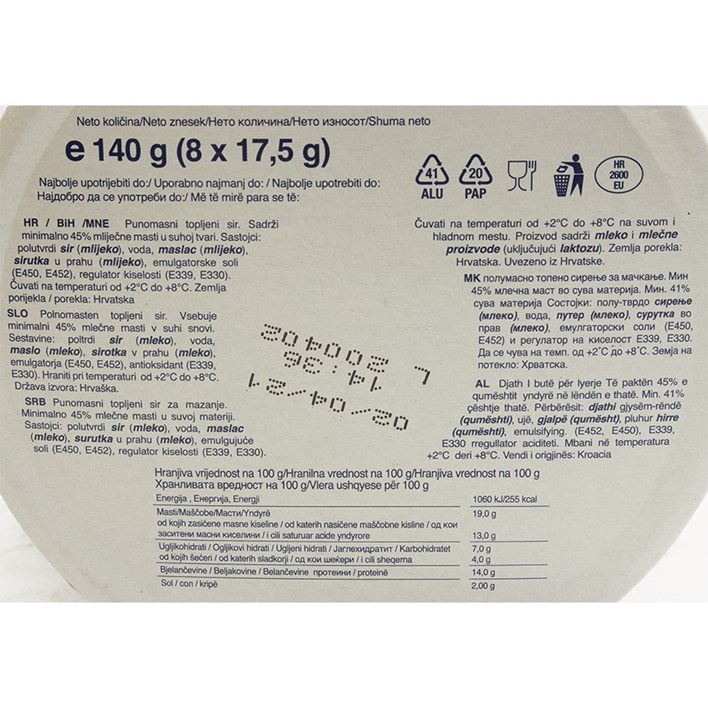 Neto količina/Neto znesek/Нето количина/Нето износот/Shuma neto
e 140 g (8 x 17,5 g)
Najbolje upotrijebiti do:/ Uporabno najmanj do:/ Najbolje upotrebiti do:
Најдобро да се употреби до:/ Më të mirë para se të:
41
ALU
20
PAP
HR
2600
EU
HR / BiH /MNE Punomasni topljeni sir. Sadrži
minimalno 45% mliječne masti u suhoj tvari. Sastojci:
polutvrdi sir (mlijeko), voda, maslac (mlijeko),
sirutka u prahu (mlijeko), emulgatorske soli
(E450, E452), regulator kiselosti (E339, E330).
Čuvati na temperaturi od +2°C do +8°C. Zemlja
porijekla / porekla: Hrvatska
SLO Polnomasten topljeni sir. Vsebuje
minimalni 45% mlečne masti v suhi snovi.
Sestavine: poltrdi sir (mleko), voda,
maslo (mleko), sirotka v prahu (mleko),
emulgatorja (E450, E452), antioksidant (E339,
E330). Hraniti pri temperaturi od +2°C do +8°C.
Država izvora: Hrvaška.
SRB Punomasni topljeni sir za mazanje.
Minimalno 45% mlečne masti u suvoj materiji.
Sastojci: polutvrdi sir (mleko), voda, maslac
(mleko), surutka u prahu (mleko), emulgujuće
soli (E450, E452), regulator kiselosti (E339, E330).
Čuvati na temperaturi od +2°C do +8°C na suvom i
hladnom mestu. Proizvod sadrži mleko i mlečne
proizvode (uključujući laktozu). Zemlja porekla:
Hrvatska. Uvezeno iz Hrvatske.
МК полумасно топено сирење за мачкање. Мин
45% млечна маст во сува материја. Мин. 41%
сува материја Состојки: полу-тврдо сирење
(млеко), вода, путер (млеко), сурутка во
прав (млеко), емулгаторски соли (E450,
E452) и регулатор на киселост E339, E330.
Да се чува на темп. од +2°C до +8°C. Земја на
потекло: Хрватска.
AL Djath I butë për lyerje Të paktën 45% e
qumështit yndyrë në lëndën e thatë. Min. 41%
çështje thatë. Përbërësit: djathi gjysëm-rëndë
(qumështi), ujë, gjalpë (qumësht), pluhur hirre
(qumështi), emulsifying. (E452, E450), E339,
E330 rregullator aciditeti. Mbani në temperatura
+2°C deri +8°C. Vendi i origjinës: Kroacia
L 200402
14:36
02/04/21
Hranjiva vrijednost na 100 g/Hranilna vrednost na 100 g/Hranjiva vrednost na 100 g
Хранливата вредност на 100 g/Vlera ushqyese për 100 g
Energija , Енергија, Energji 1060 kJ/255 kcal
Masti/Maščobe/Масти/Yndyrë 19,0 g
od kojih zasićene masne kiseline / od katerih nasičene maščobne kisline / од кои
заситени масни киселини / i cili saturuar acide yndyrore 13,0 g
Ugljikohidrati / Ogljikovi hidrati / Ugljeni hidrati / Јаглехидрати / Karbohidratet 7,0 g
od kojih šećeri / od katerih sladkorji / од кои шеќери / i cili sheqerna 4,0 g
Bjelančevine / Beljakovine / Belančevine протеини / proteinë 14,0 g
Sol / con / kripë 2,00 g